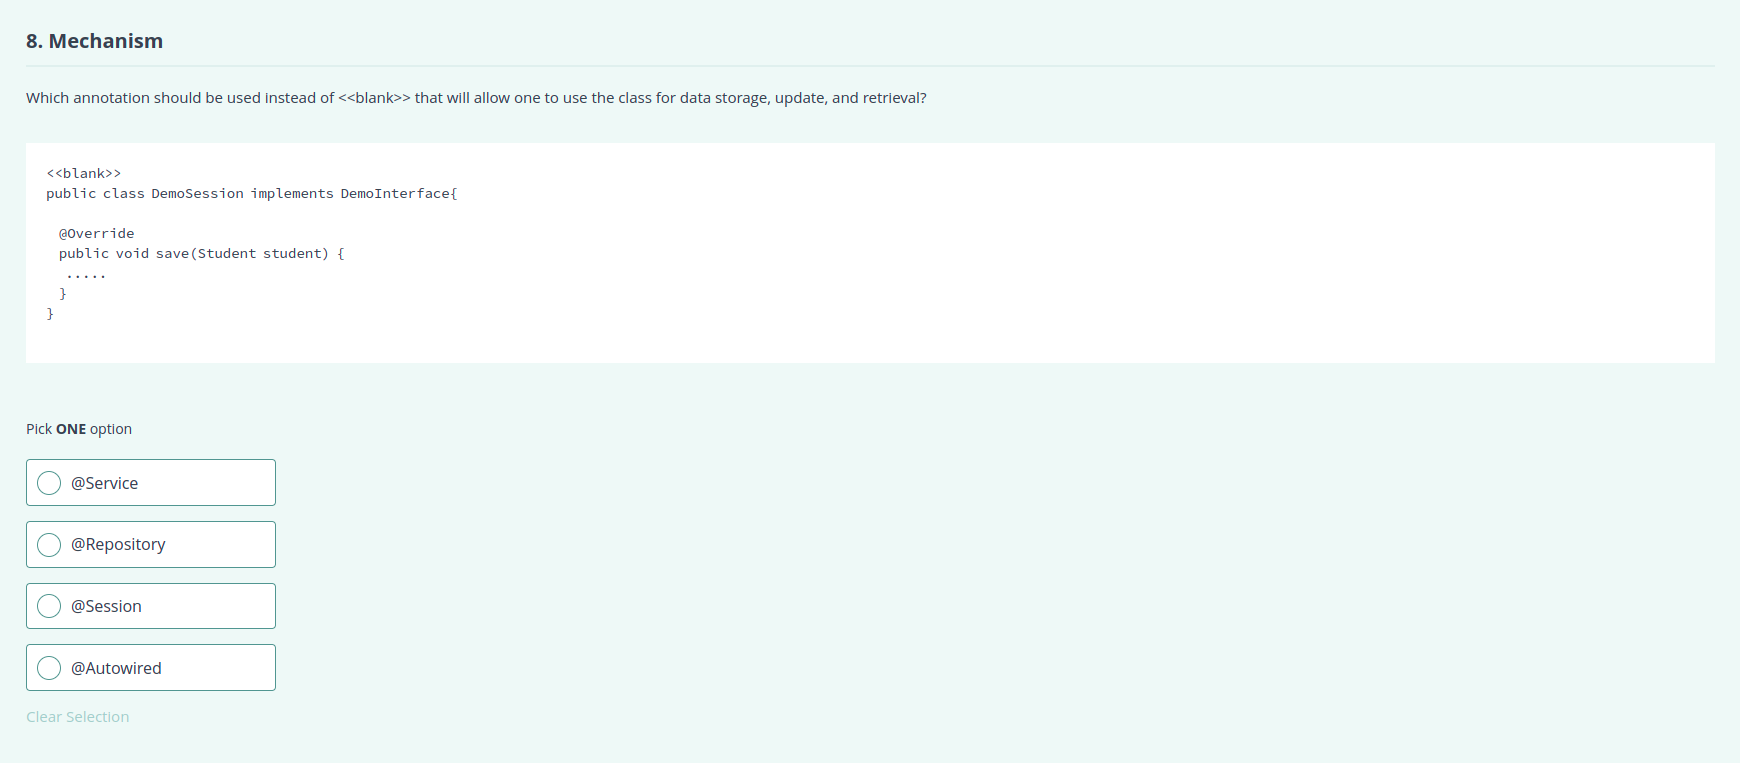 8. Mechanism
Which annotation should be used instead of <<blank>> that will allow one to use the class for data storage, update, and retrieval?
<<blank>>
public class DemoSession implements DemoInterface{
@Override
public void save(Student student) {
.....
}
}
Pick ONE option
@Service
@Repository
@Session
@Autowired
Clear Selection